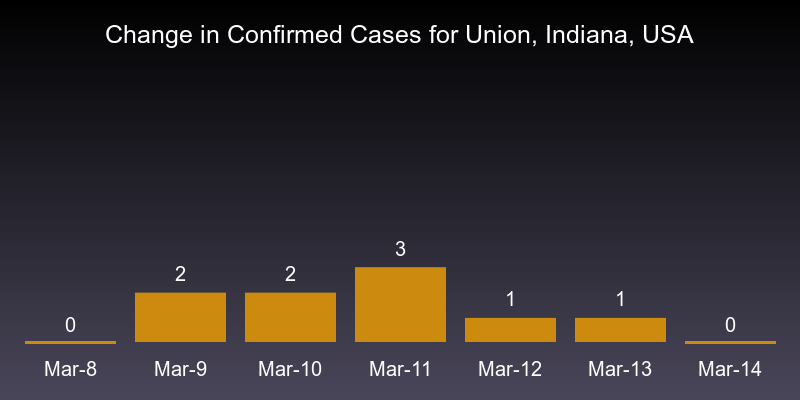 Change in Confirmed Cases for Union, Indiana, USA
3
2 2
1 1
0 0
Mar-8 Mar-9 Mar-10 Mar-11 Mar-12 Mar-13 Mar-14